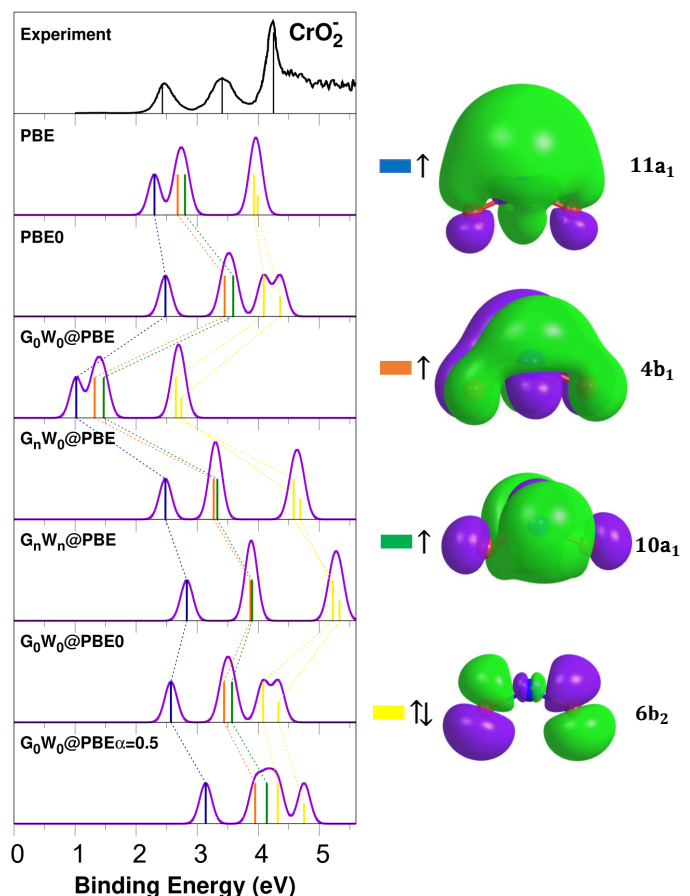 Experiment
CrO₂⁻
PBE
PBE0
G₀W₀@PBE
GₙW₀@PBE
GₙWₙ@PBE
G₀W₀@PBE0
G₀W₀@PBEα=0.5
0 1 2 3 4 5
Binding Energy (eV)
↑ 11a₁
↑ 4b₁
↑ 10a₁
↑↓ 6b₂